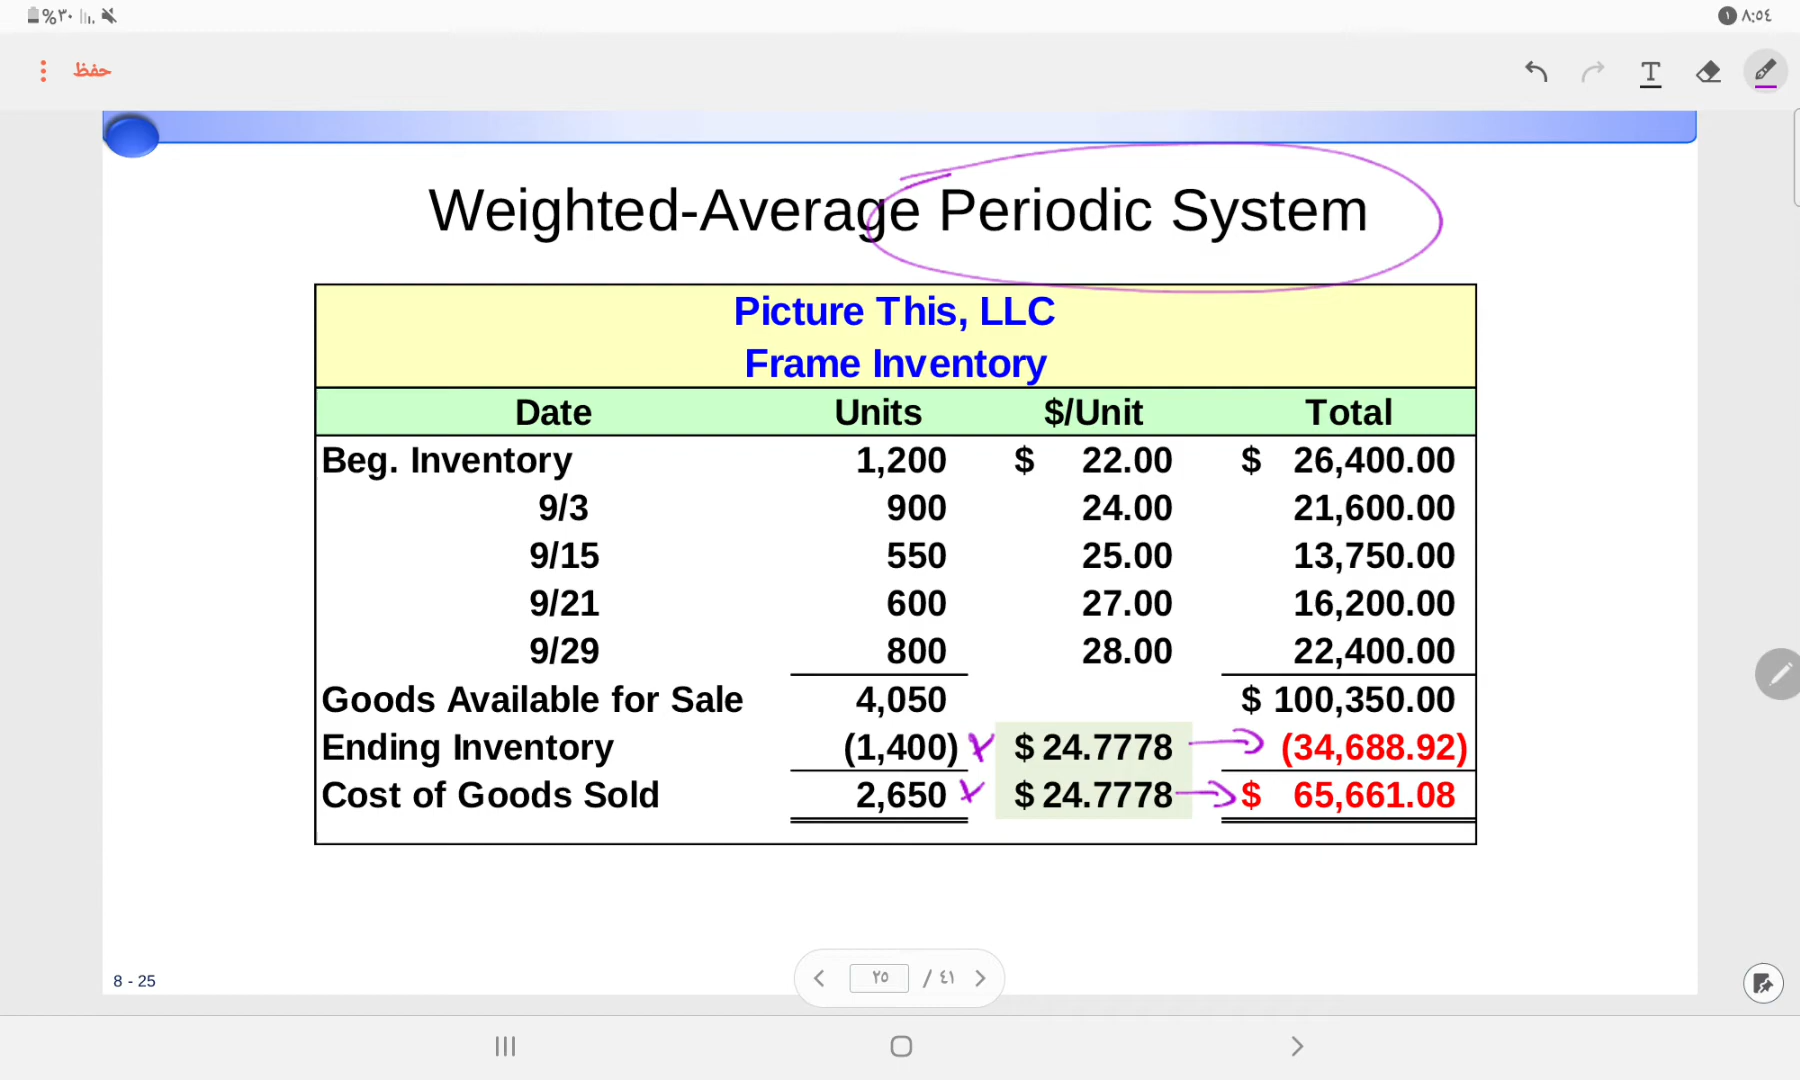 %٣٠ ٨:٥٤
حفظ T
Weighted-Average Periodic System
Picture This, LLC
Frame Inventory
Date Units $/Unit Total
Beg. Inventory 1,200 $ 22.00 $ 26,400.00
9/3 900 24.00 21,600.00
9/15 550 25.00 13,750.00
9/21 600 27.00 16,200.00
9/29 800 28.00 22,400.00
Goods Available for Sale 4,050 $ 100,350.00
Ending Inventory (1,400) x $ 24.7778 (34,688.92)
Cost of Goods Sold 2,650 x $ 24.7778 $ 65,661.08
8 - 25
٢٥ / ٤١